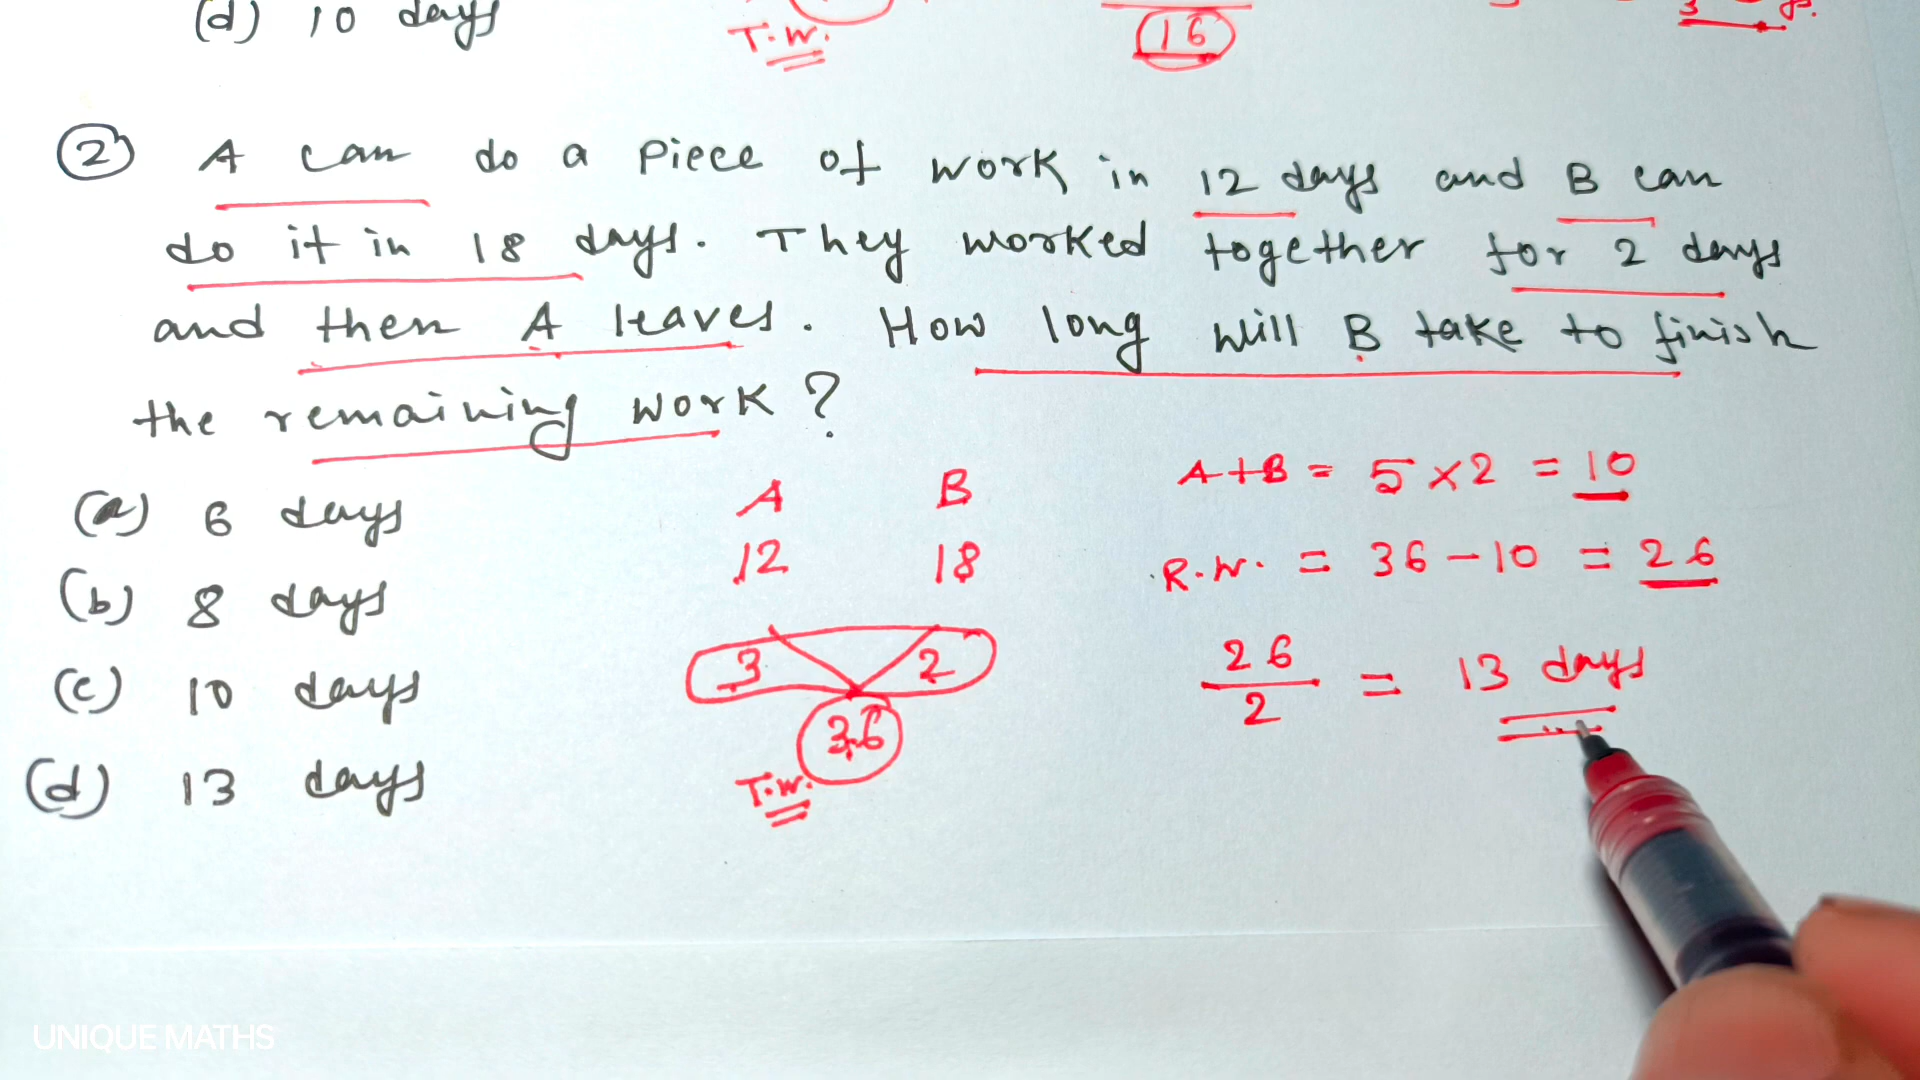 (d) 10 days
T.W.
16
② A can do a piece of work in 12 days and B can
do it in 18 days. They worked together for 2 days
and then A leaves. How long will B take to finish
the remaining work?
(a) 6 days
(b) 8 days
(c) 10 days
(d) 13 days
A B
12 18
3 2
36
T.W.
A+B = 5×2 = 10
R.W. = 36-10 = 26
26/2 = 13 days
UNIQUE MATHS